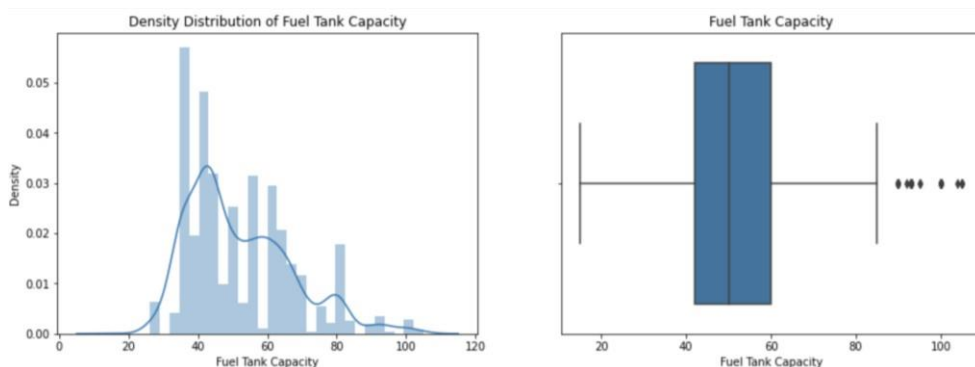 Density Distribution of Fuel Tank Capacity
0.05
0.04
0.03
0.02
0.01
0.00
Density
0 20 40 60 80 100 120
Fuel Tank Capacity
Fuel Tank Capacity
20 40 60 80 100
Fuel Tank Capacity